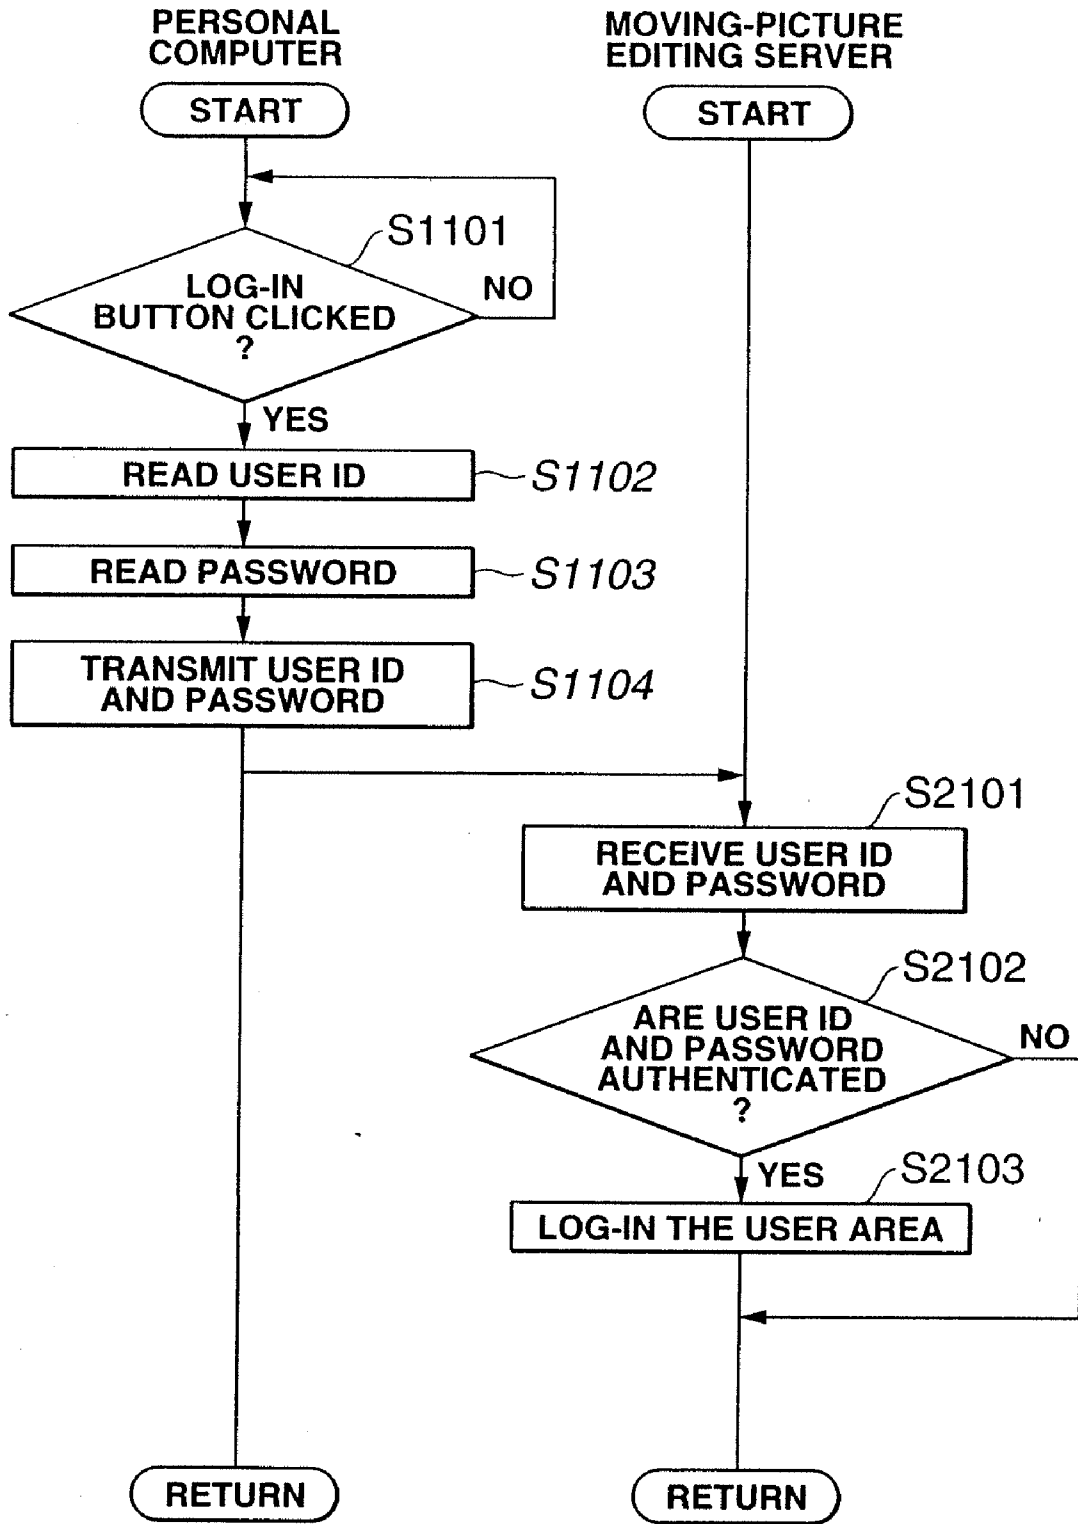 PERSONAL
COMPUTER
START
S1101
LOG-IN
BUTTON CLICKED
?
NO
YES
READ USER ID
S1102
READ PASSWORD
S1103
TRANSMIT USER ID
AND PASSWORD
S1104
RETURN
MOVING-PICTURE
EDITING SERVER
START
S2101
RECEIVE USER ID
AND PASSWORD
S2102
ARE USER ID
AND PASSWORD
AUTHENTICATED
?
NO
YES
S2103
LOG-IN THE USER AREA
RETURN